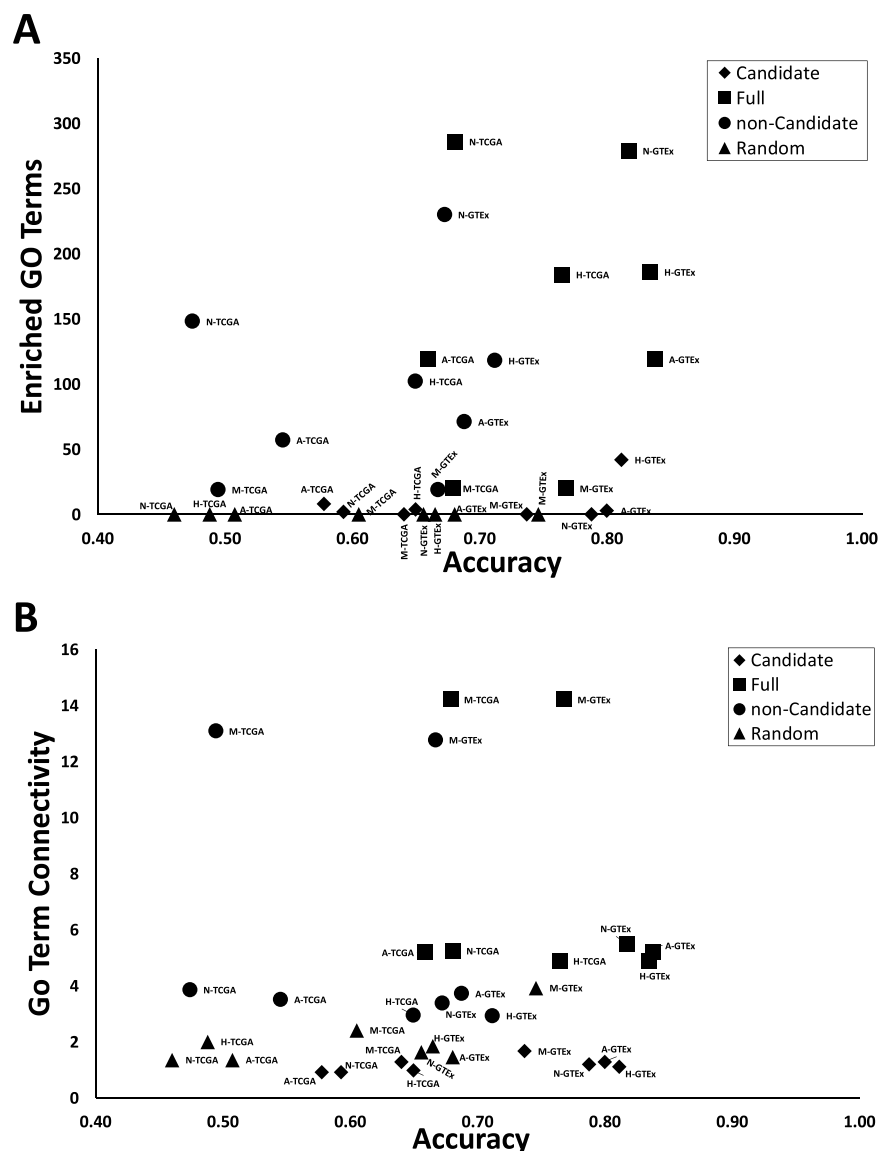 A
350
300
250
200
150
100
50
0
Enriched GO Terms
Candidate
Full
non-Candidate
Random
N-TCGA
N-GTEx
N-GTEx
H-TCGA
H-GTEx
N-TCGA
A-TCGA
H-GTEx
A-GTEx
H-TCGA
A-GTEx
A-TCGA
H-GTEx
M-GTEx
M-TCGA
A-TCGA
N-TCGA
M-TCGA
H-TCGA
M-TCGA
M-GTEx
M-GTEx
N-TCGA
H-TCGA
A-TCGA
A-GTEx
M-GTEx
N-GTEx
A-GTEx
M-TCGA
N-GTEx
H-GTEx
0.40
0.50
0.60
0.70
0.80
0.90
1.00
Accuracy
B
16
14
12
10
8
6
4
2
0
Go Term Connectivity
Candidate
Full
non-Candidate
Random
M-TCGA
M-GTEx
M-TCGA
M-GTEx
N-GTEx
A-TCGA
N-TCGA
A-GTEx
H-TCGA
H-GTEx
N-TCGA
A-TCGA
H-TCGA
A-GTEx
M-GTEx
N-GTEx
H-GTEx
H-TCGA
M-TCGA
H-GTEx
N-TCGA
A-TCGA
M-TCGA
N-GTEx
A-GTEx
M-GTEx
A-GTEx
A-TCGA
N-TCGA
H-TCGA
N-GTEx
H-GTEx
0.40
0.50
0.60
0.70
0.80
0.90
1.00
Accuracy